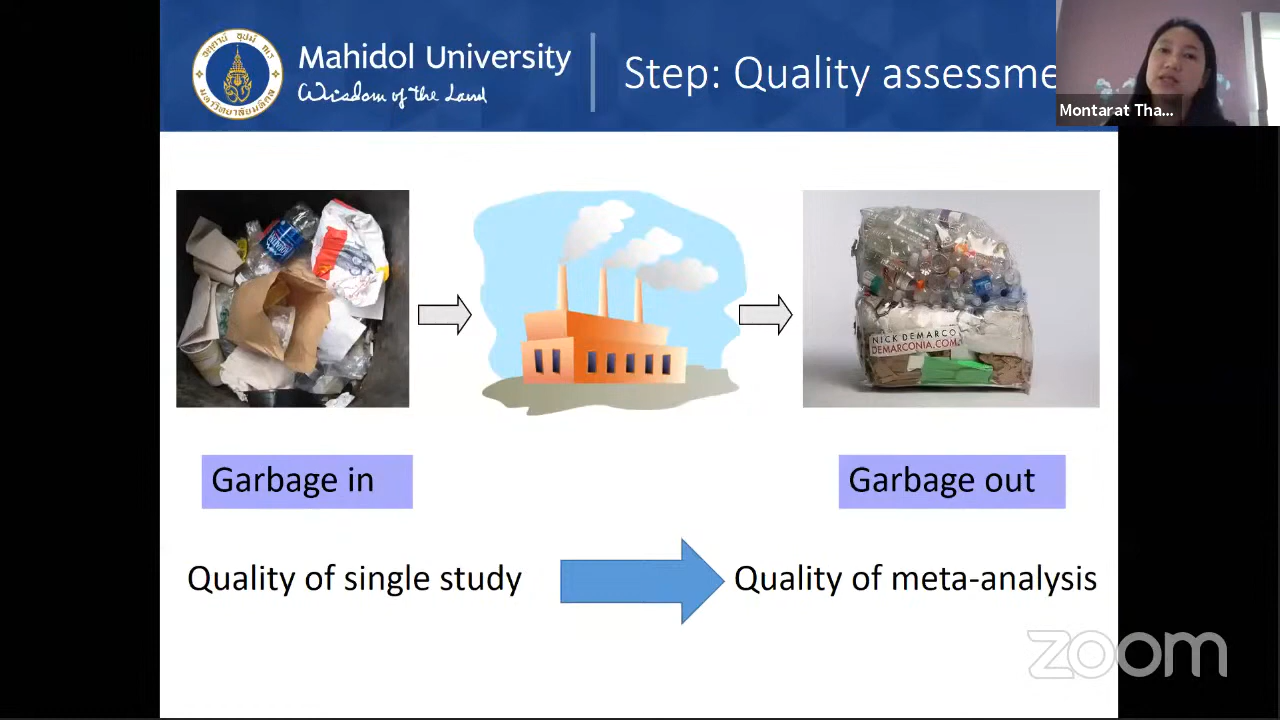 Mahidol University
Wisdom of the Land
Step: Quality assessme
Montarat Tha...
NICK DEMARCO
DEMARCONIA.COM
Garbage in
Garbage out
Quality of single study
Quality of meta-analysis
zoom